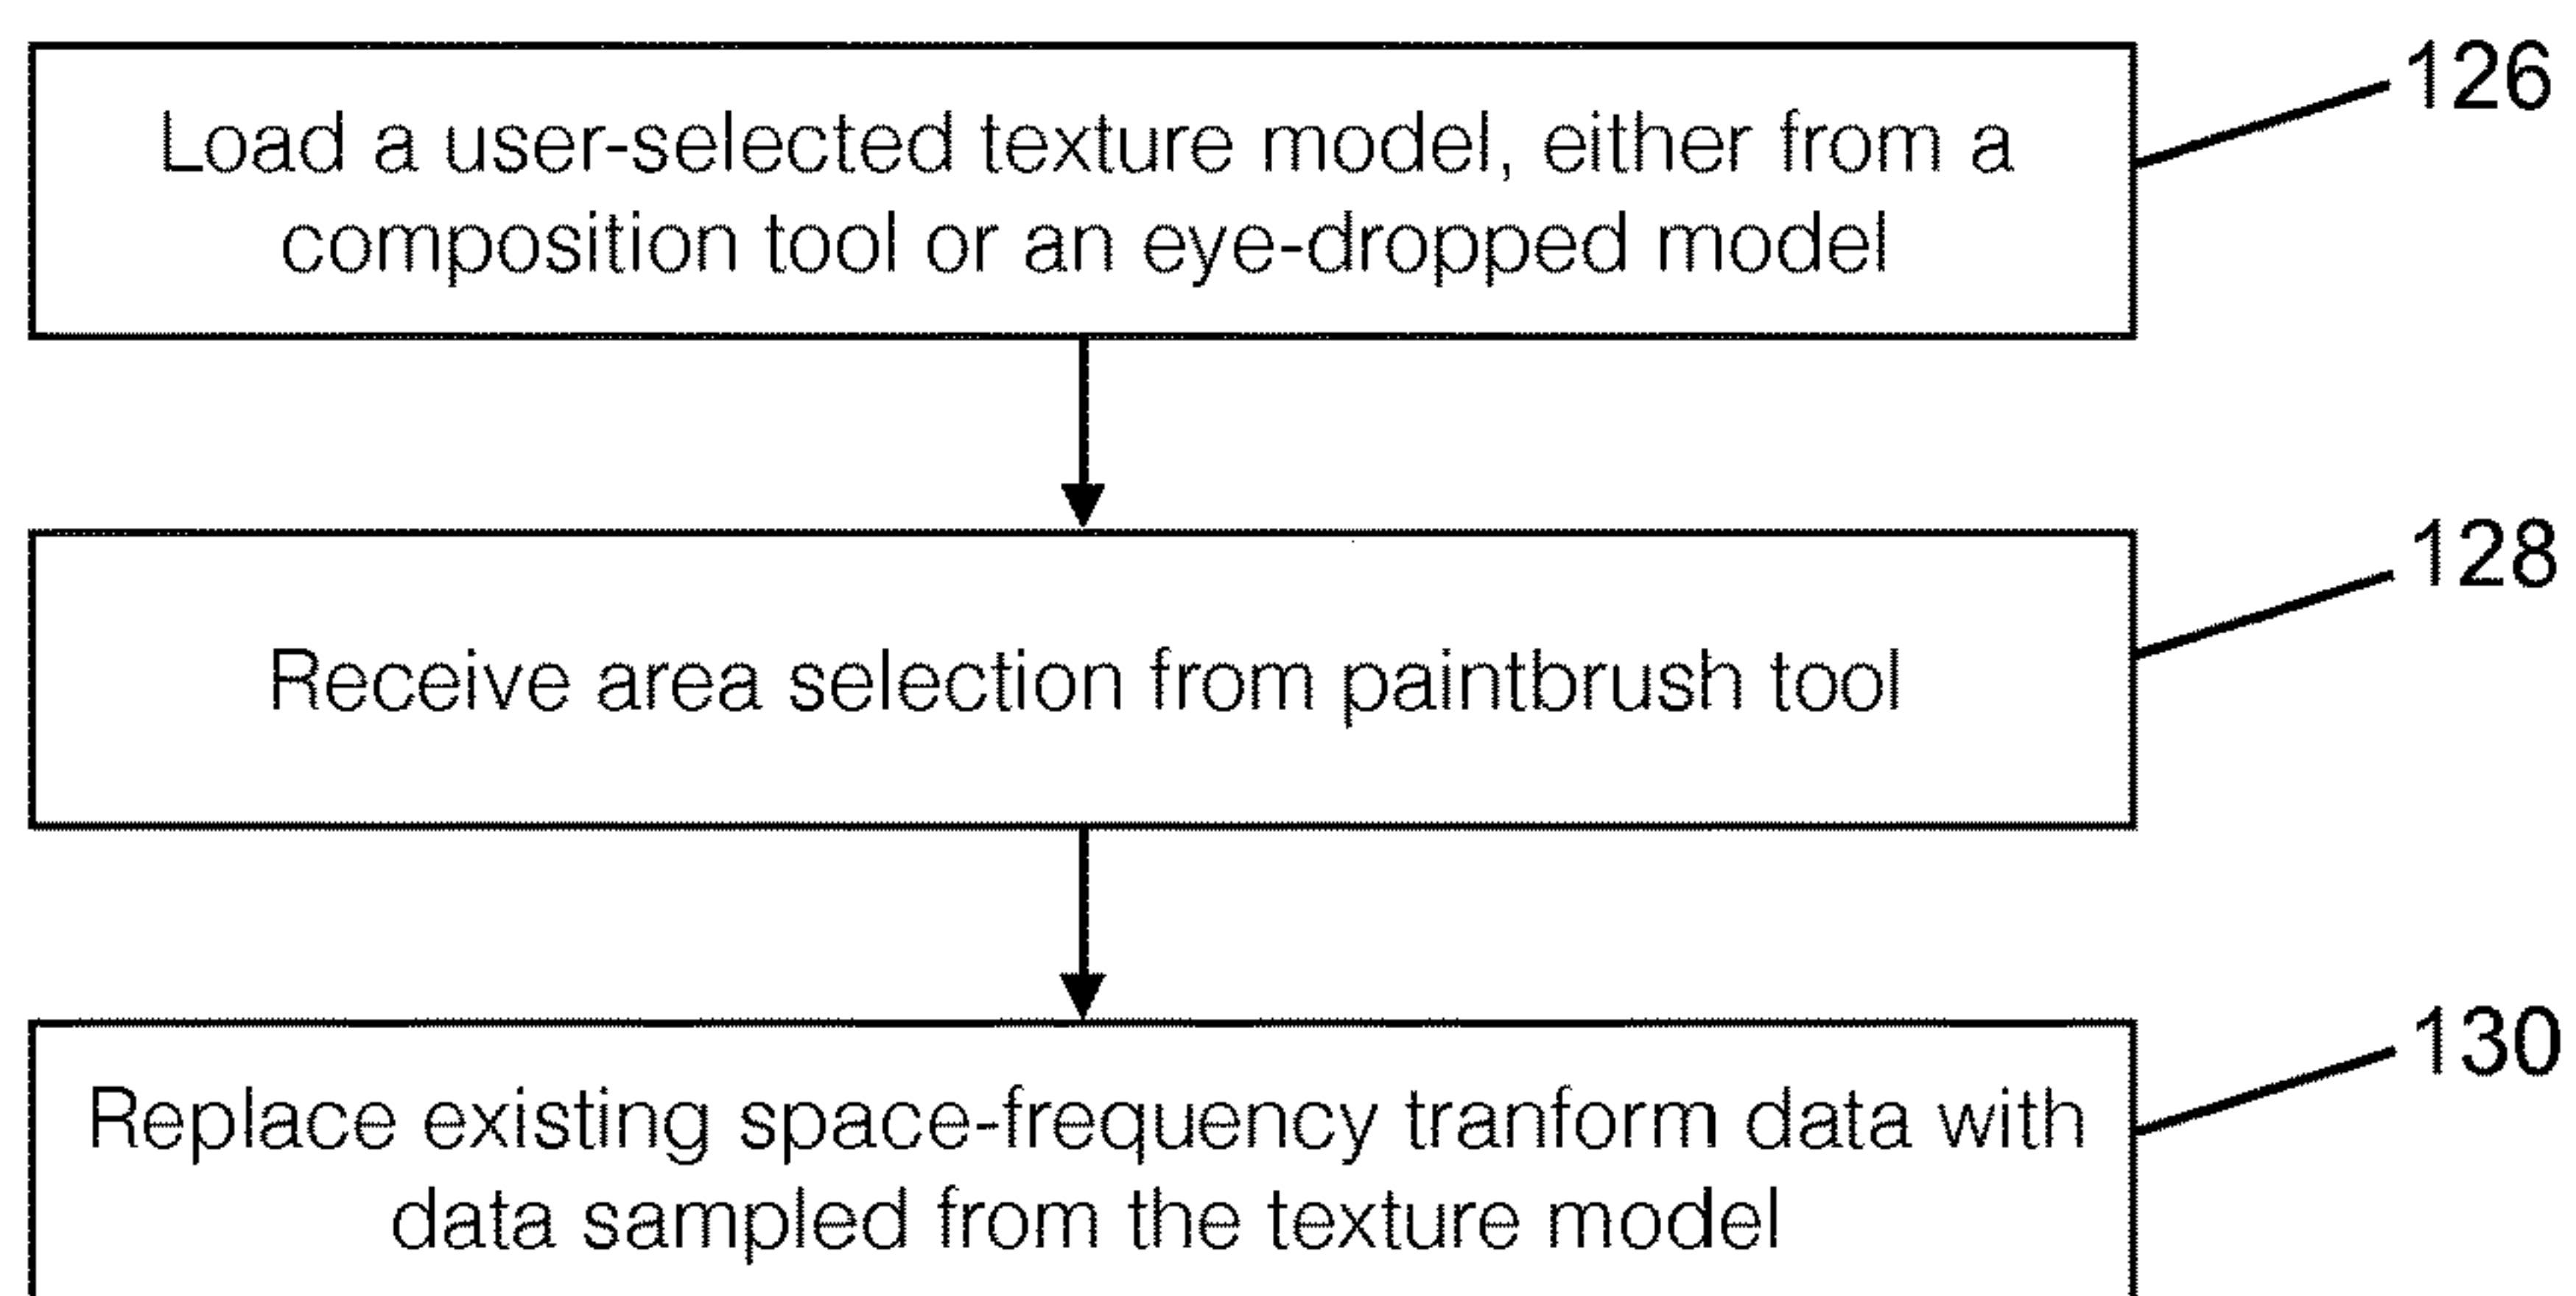 Load a user-selected texture model, either from a
composition tool or an eye-dropped model
126
Receive area selection from paintbrush tool
128
Replace existing space-frequency tranform data with
data sampled from the texture model
130